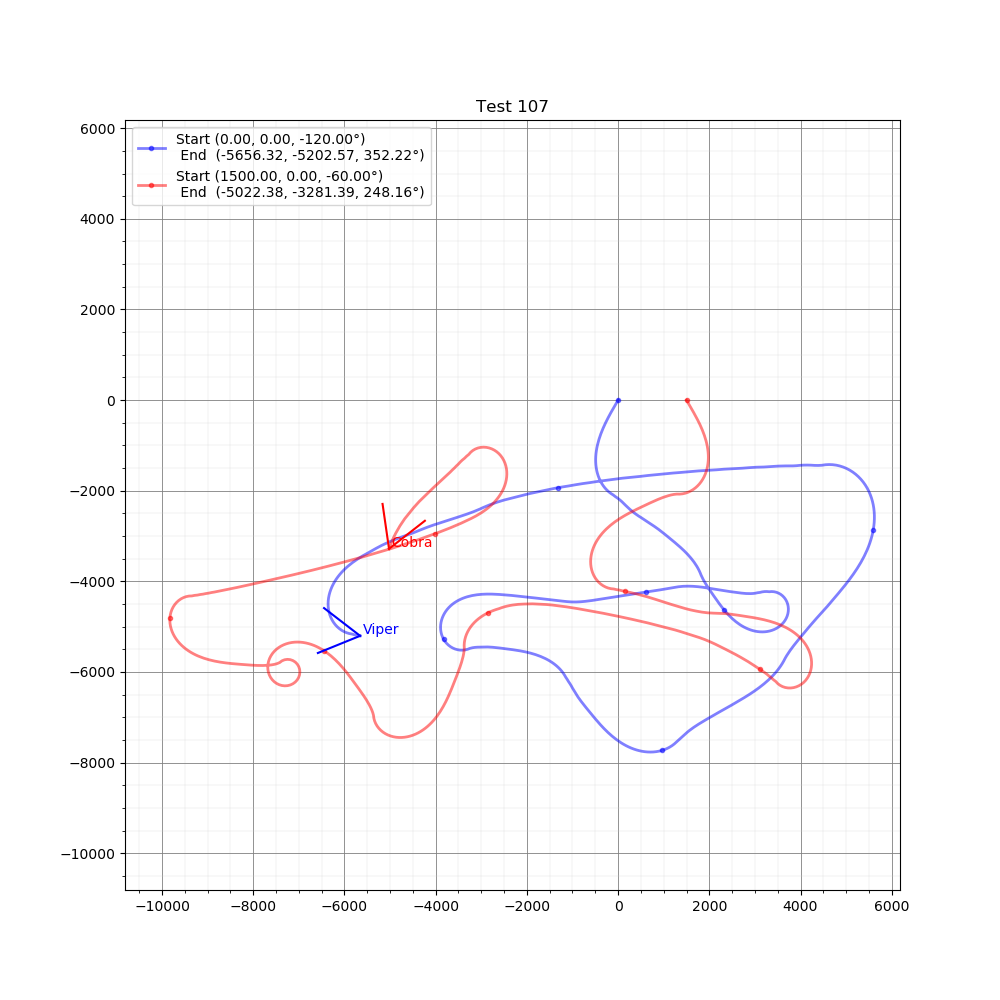 Test 107
Start (0.00, 0.00, -120.00°)
End  (-5656.32, -5202.57, 352.22°)
Start (1500.00, 0.00, -60.00°)
End  (-5022.38, -3281.39, 248.16°)
6000
4000
2000
0
−2000
−4000
−6000
−8000
−10000
Cobra
Viper
−10000 −8000 −6000 −4000 −2000 0 2000 4000 6000